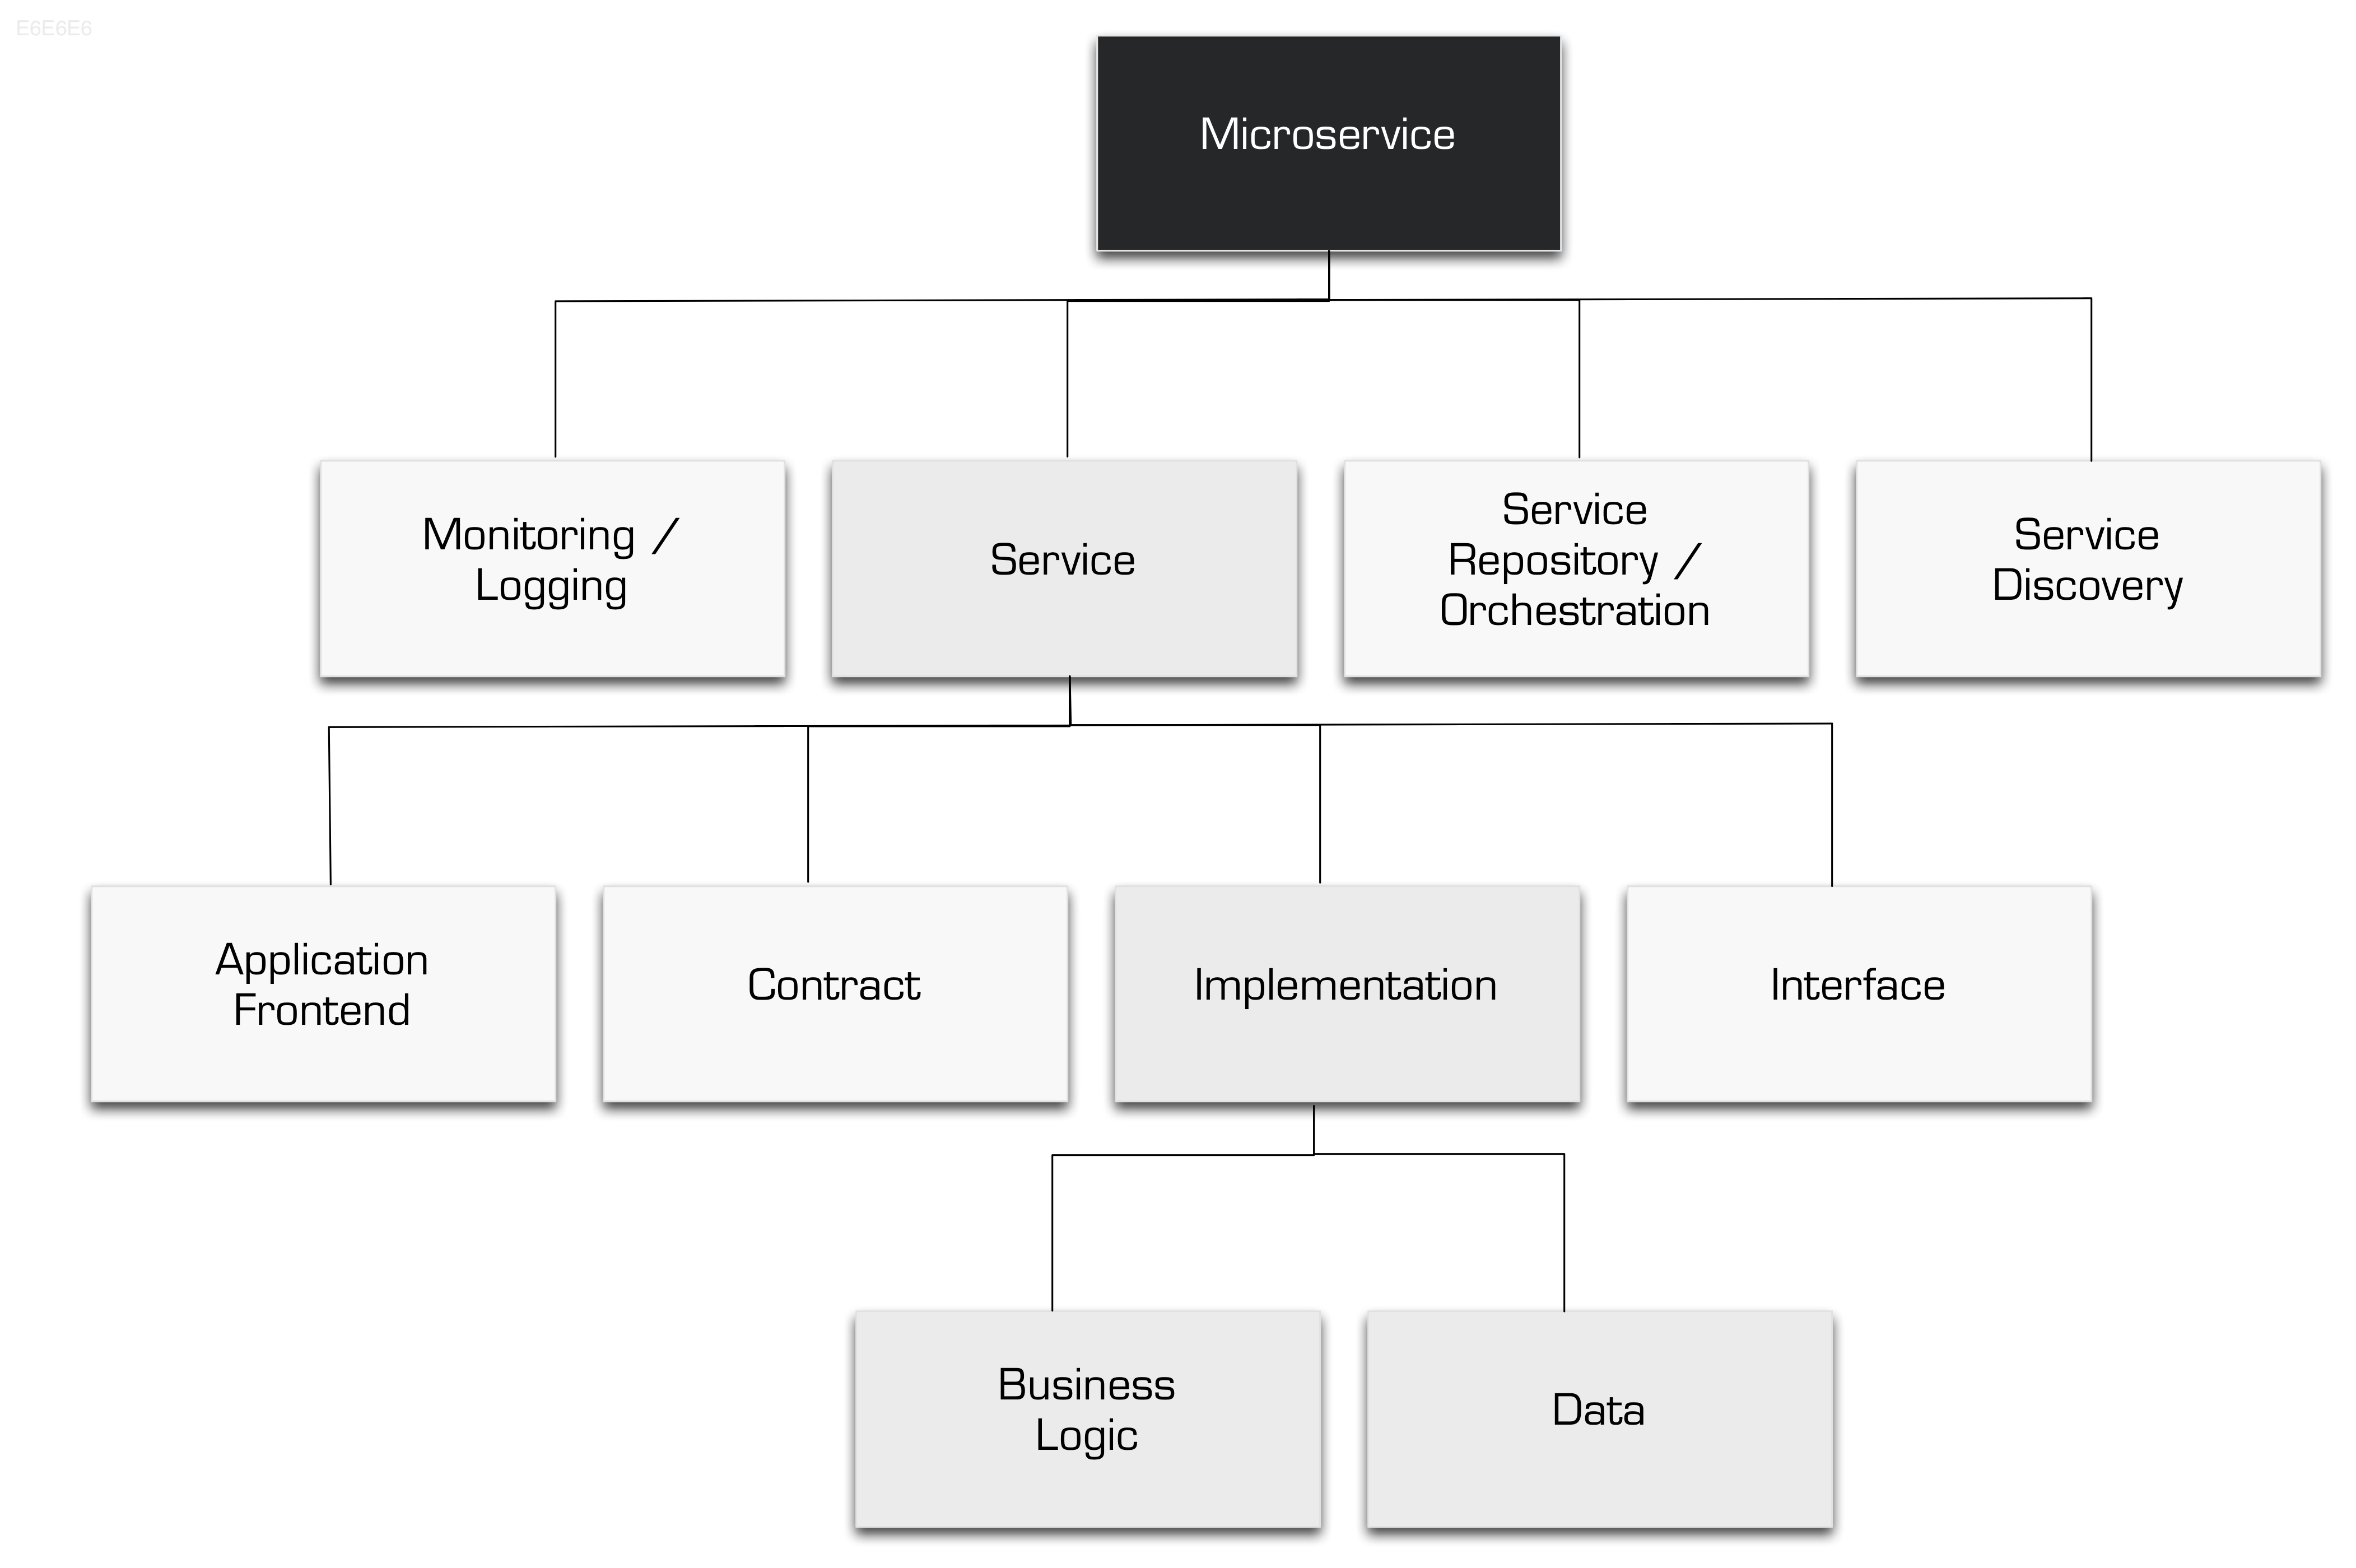 E6E6E6
Microservice
Monitoring /
Logging
Service
Service
Repository /
Orchestration
Service
Discovery
Application
Frontend
Contract
Implementation
Interface
Business
Logic
Data